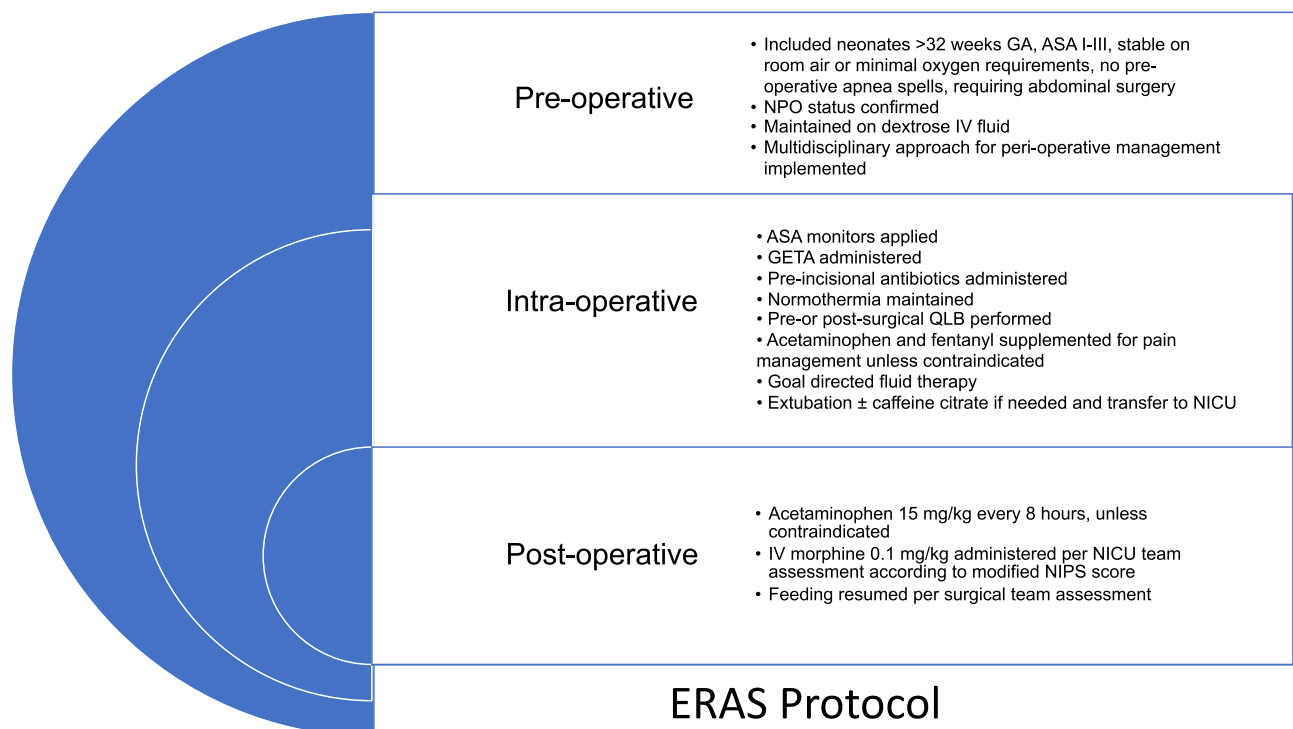 Pre-operative
• Included neonates >32 weeks GA, ASA I-III, stable on
room air or minimal oxygen requirements, no pre-
operative apnea spells, requiring abdominal surgery
• NPO status confirmed
• Maintained on dextrose IV fluid
• Multidisciplinary approach for peri-operative management
implemented
Intra-operative
• ASA monitors applied
• GETA administered
• Pre-incisional antibiotics administered
• Normothermia maintained
• Pre-or post-surgical QLB performed
• Acetaminophen and fentanyl supplemented for pain
management unless contraindicated
• Goal directed fluid therapy
• Extubation ± caffeine citrate if needed and transfer to NICU
Post-operative
• Acetaminophen 15 mg/kg every 8 hours, unless
contraindicated
• IV morphine 0.1 mg/kg administered per NICU team
assessment according to modified NIPS score
• Feeding resumed per surgical team assessment
ERAS Protocol